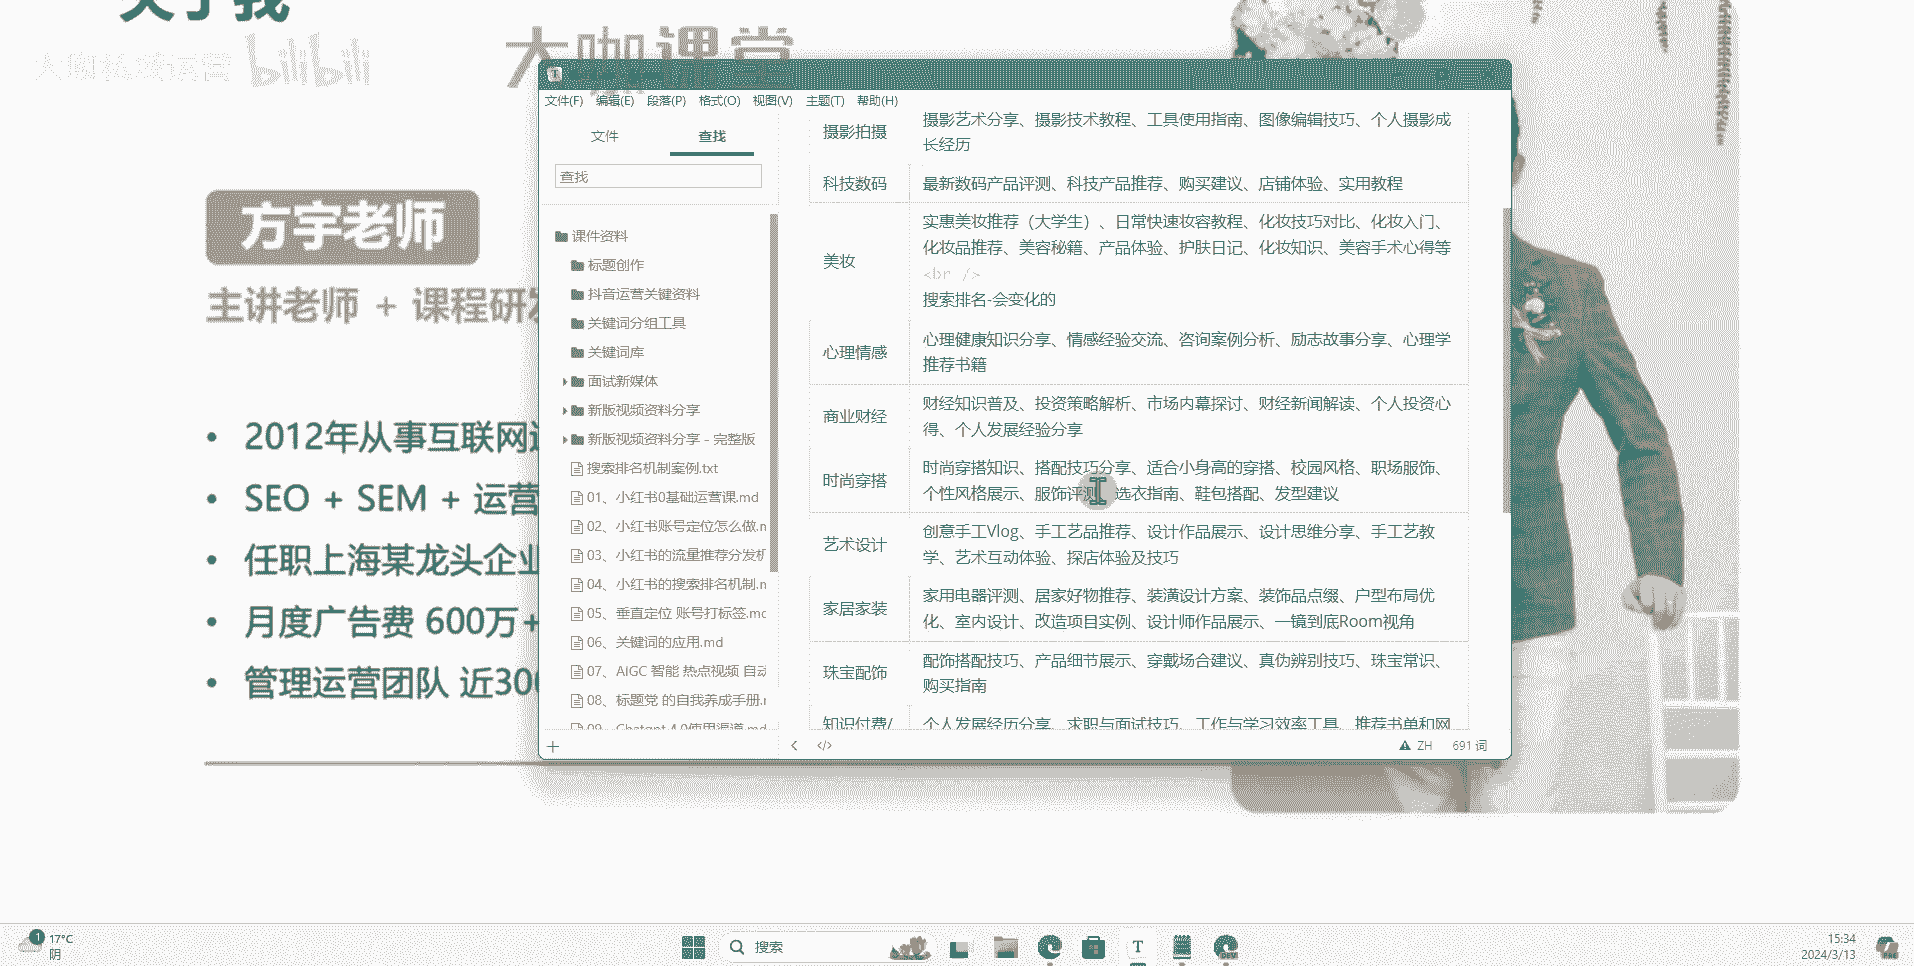 关于我
大咖私域运营 bilibili
大咖课堂
方宇老师
主讲老师 + 课程研发
2012年从事互联网运
SEO + SEM + 运营
任职上海某龙头企业
月度广告费 600万+
管理运营团队 近300
T
文件(F) 编辑(E) 段落(P) 格式(O) 视图(V) 主题(T) 帮助(H)
文件 查找
查找
课件资料
标题创作
抖音运营关键资料
关键词分组工具
关键词库
面试新媒体
新版视频资料分享
新版视频资料分享 - 完整版
搜索排名机制案例.txt
01、小红书0基础运营课.md
02、小红书账号定位怎么做.m
03、小红书的流量推荐分发机
04、小红书的搜索排名机制.m
05、垂直定位 账号打标签.md
06、关键词的应用.md
07、AIGC 智能 热点视频 自动
08、标题党 的自我养成手册.m
09、Chatgpt 4.0使用渠道.md
摄影拍摄
摄影艺术分享、摄影技术教程、工具使用指南、图像编辑技巧、个人摄影成
长经历
科技数码
最新数码产品评测、科技产品推荐、购买建议、店铺体验、实用教程
美妆
实惠美妆推荐（大学生）、日常快速妆容教程、化妆技巧对比、化妆入门、
化妆品推荐、美容秘籍、产品体验、护肤日记、化妆知识、美容手术心得等
<br />
搜索排名-会变化的
心理情感
心理健康知识分享、情感经验交流、咨询案例分析、励志故事分享、心理学
推荐书籍
商业财经
财经知识普及、投资策略解析、市场内幕探讨、财经新闻解读、个人投资心
得、个人发展经验分享
时尚穿搭
时尚穿搭知识、搭配技巧分享、适合小身高的穿搭、校园风格、职场服饰、
个性风格展示、服饰评测、选衣指南、鞋包搭配、发型建议
艺术设计
创意手工Vlog、手工艺品推荐、设计作品展示、设计思维分享、手工艺教
学、艺术互动体验、探店体验及技巧
家居家装
家用电器评测、居家好物推荐、装潢设计方案、装饰品点缀、户型布局优
化、室内设计、改造项目实例、设计师作品展示、一镜到底Room视角
珠宝配饰
配饰搭配技巧、产品细节展示、穿戴场合建议、真伪辨别技巧、珠宝常识、
购买指南
知识付费/
个人发展经历分享、求职与面试技巧、工作与学习效率工具、推荐书单和网
ZH 691 词
1
17°C
阴
搜索
T
DEV
15:34
2024/3/13